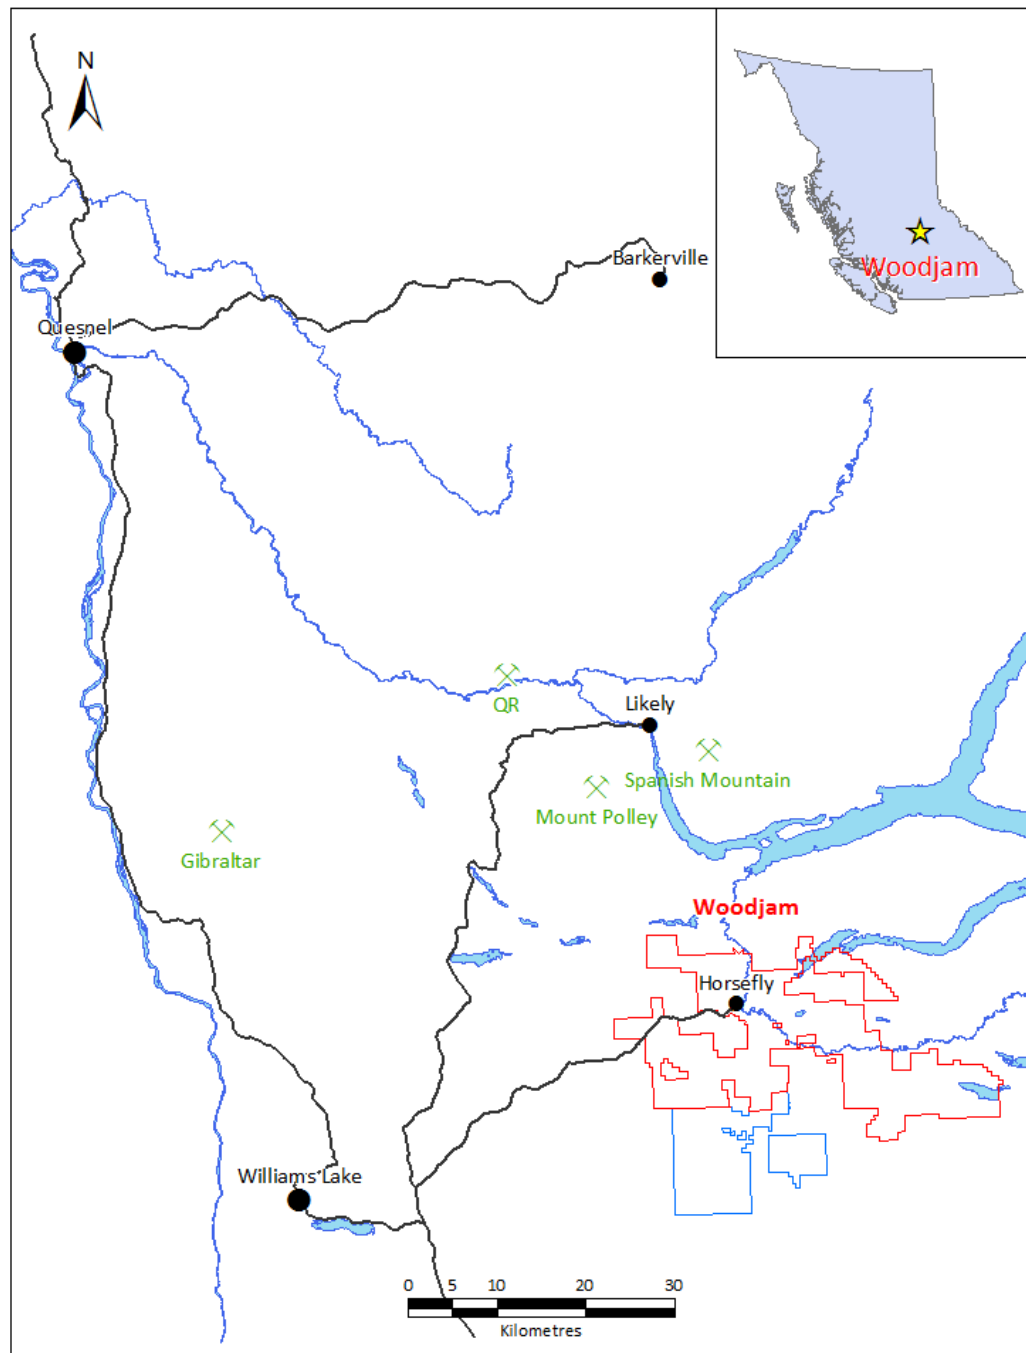 N
Woodjam
Barkerville
Quesnel
QR
Likely
Spanish Mountain
Mount Polley
Gibraltar
Woodjam
Horsefly
Williams Lake
0 5 10 20 30
Kilometres